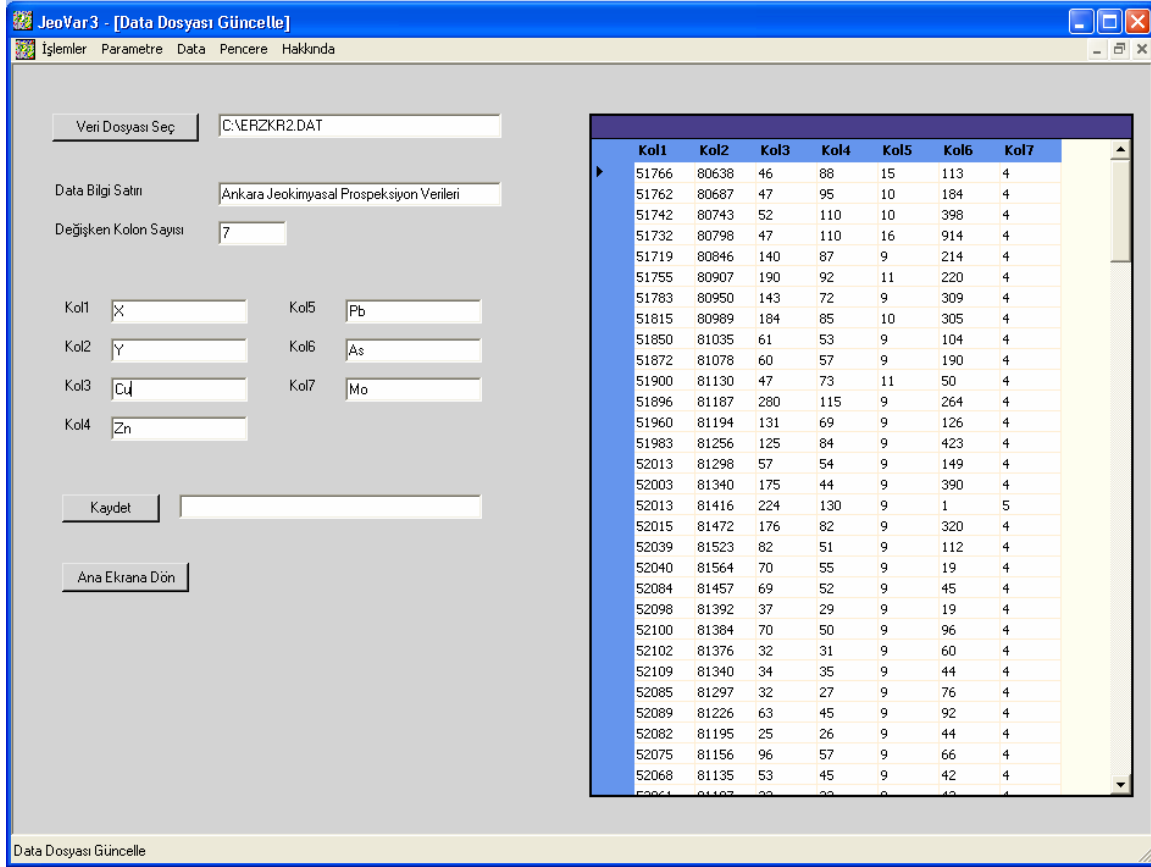 JeoVar3 - [Data Dosyası Güncelle]
İşlemler Parametre Data Pencere Hakkında
Veri Dosyası Seç C:\ERZKR2.DAT
Data Bilgi Satırı Ankara Jeokimyasal Prospeksiyon Verileri
Değişken Kolon Sayısı 7
Kol1 X Kol5 Pb
Kol2 Y Kol6 As
Kol3 Cu Kol7 Mo
Kol4 Zn
Kaydet
Ana Ekrana Dön
Kol1 Kol2 Kol3 Kol4 Kol5 Kol6 Kol7
51766 80638 46 88 15 113 4
51762 80687 47 95 10 184 4
51742 80743 52 110 10 398 4
51732 80798 47 110 16 914 4
51719 80846 140 87 9 214 4
51755 80907 190 92 11 220 4
51783 80950 143 72 9 309 4
51815 80989 184 85 10 305 4
51850 81035 61 53 9 104 4
51872 81078 60 57 9 190 4
51900 81130 47 73 11 50 4
51896 81187 280 115 9 264 4
51960 81194 131 69 9 126 4
51983 81256 125 84 9 423 4
52013 81298 57 54 9 149 4
52003 81340 175 44 9 390 4
52013 81416 224 130 9 1 5
52015 81472 176 82 9 320 4
52039 81523 82 51 9 112 4
52040 81564 70 55 9 19 4
52084 81457 69 52 9 45 4
52098 81392 37 29 9 19 4
52100 81384 70 50 9 96 4
52102 81376 32 31 9 60 4
52109 81340 34 35 9 44 4
52085 81297 32 27 9 76 4
52089 81226 63 45 9 92 4
52082 81195 25 26 9 44 4
52075 81156 96 57 9 66 4
52068 81135 53 45 9 42 4
Data Dosyası Güncelle